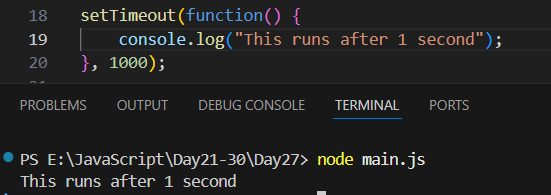 18 setTimeout(function() {
19 console.log("This runs after 1 second");
20 }, 1000);
PROBLEMS OUTPUT DEBUG CONSOLE TERMINAL PORTS
PS E:\JavaScript\Day21-30\Day27> node main.js
This runs after 1 second